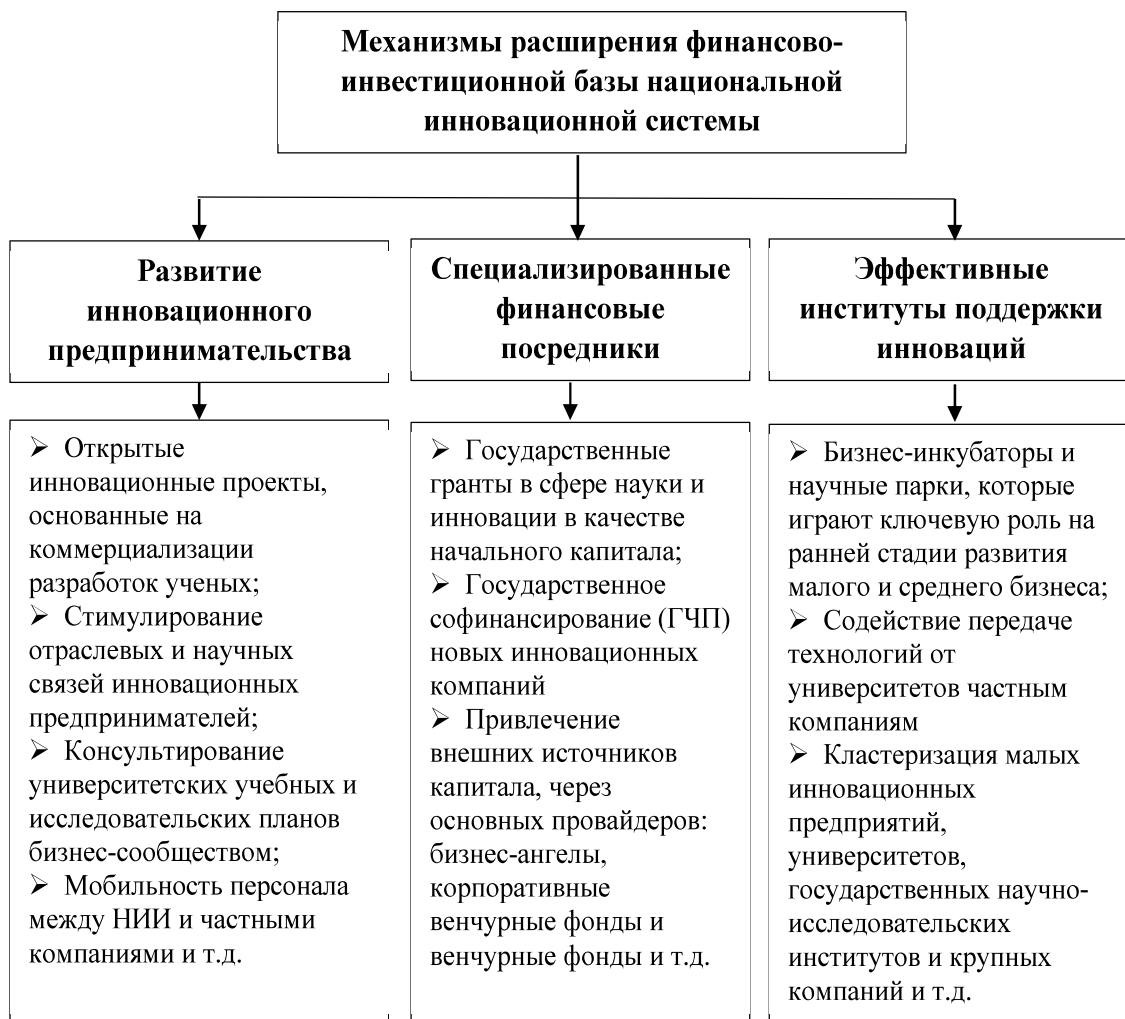 Механизмы расширения финансово-
инвестиционной базы национальной
инновационной системы
Развитие
инновационного
предпринимательства
Специализированные
финансовые
посредники
Эффективные
институты поддержки
инноваций
➢ Открытые
инновационные проекты,
основанные на
коммерциализации
разработок ученых;
➢ Стимулирование
отраслевых и научных
связей инновационных
предпринимателей;
➢ Консультирование
университетских учебных и
исследовательских планов
бизнес-сообществом;
➢ Мобильность персонала
между НИИ и частными
компаниями и т.д.
➢ Государственные
гранты в сфере науки и
инновации в качестве
начального капитала;
➢ Государственное
софинансирование (ГЧП)
новых инновационных
компаний
➢ Привлечение
внешних источников
капитала, через
основных провайдеров:
бизнес-ангелы,
корпоративные
венчурные фонды и
венчурные фонды и т.д.
➢ Бизнес-инкубаторы и
научные парки, которые
играют ключевую роль на
ранней стадии развития
малого и среднего бизнеса;
➢ Содействие передаче
технологий от
университетов частным
компаниям
➢ Кластеризация малых
инновационных
предприятий,
университетов,
государственных научно-
исследовательских
институтов и крупных
компаний и т.д.